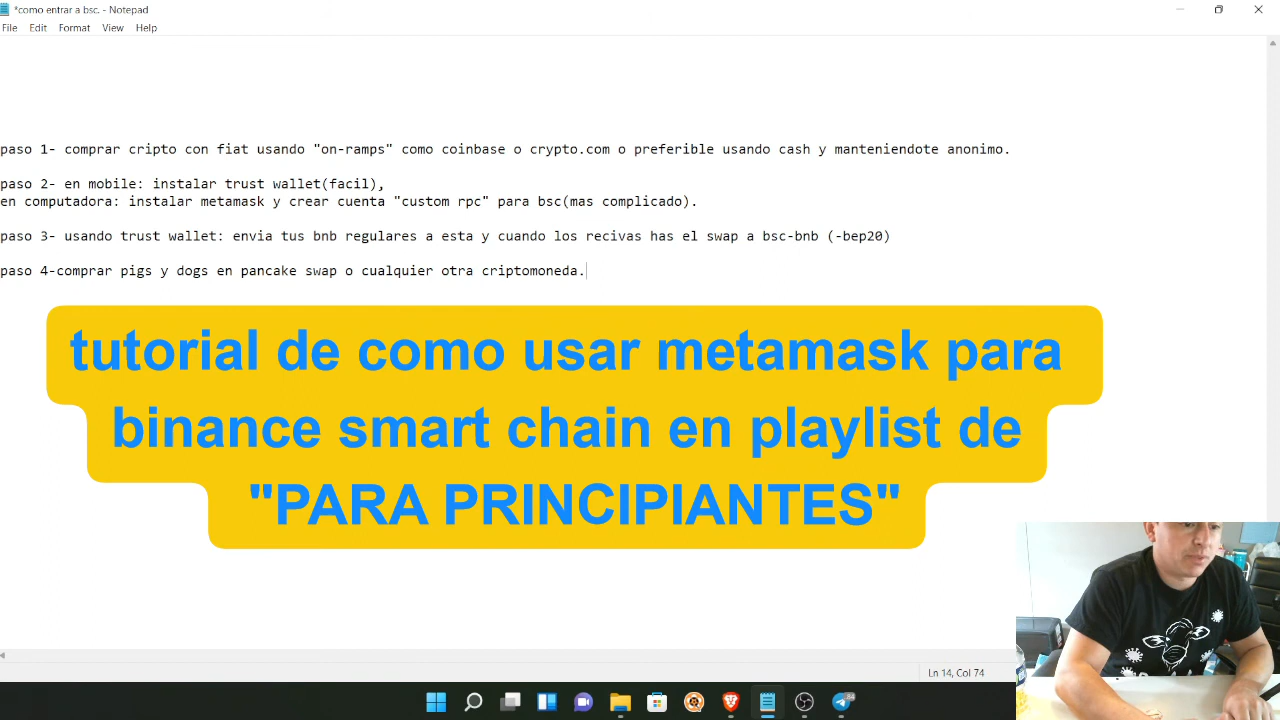 *como entrar a bsc. - Notepad
File Edit Format View Help
paso 1- comprar cripto con fiat usando "on-ramps" como coinbase o crypto.com o preferible usando cash y manteniendote anonimo.
paso 2- en mobile: instalar trust wallet(facil),
en computadora: instalar metamask y crear cuenta "custom rpc" para bsc(mas complicado).
paso 3- usando trust wallet: envia tus bnb regulares a esta y cuando los recivas has el swap a bsc-bnb (-bep20)
paso 4-comprar pigs y dogs en pancake swap o cualquier otra criptomoneda.
tutorial de como usar metamask para
binance smart chain en playlist de
"PARA PRINCIPIANTES"
Ln 14, Col 74
84